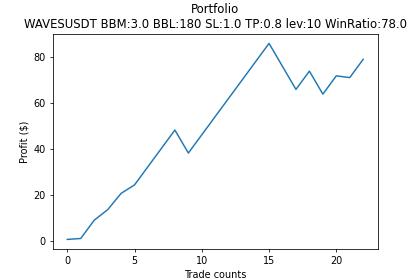 Portfolio
WAVESUSDT BBM:3.0 BBL:180 SL:1.0 TP:0.8 lev:10 WinRatio:78.0
80
60
40
20
0
Profit ($)
0 5 10 15 20
Trade counts